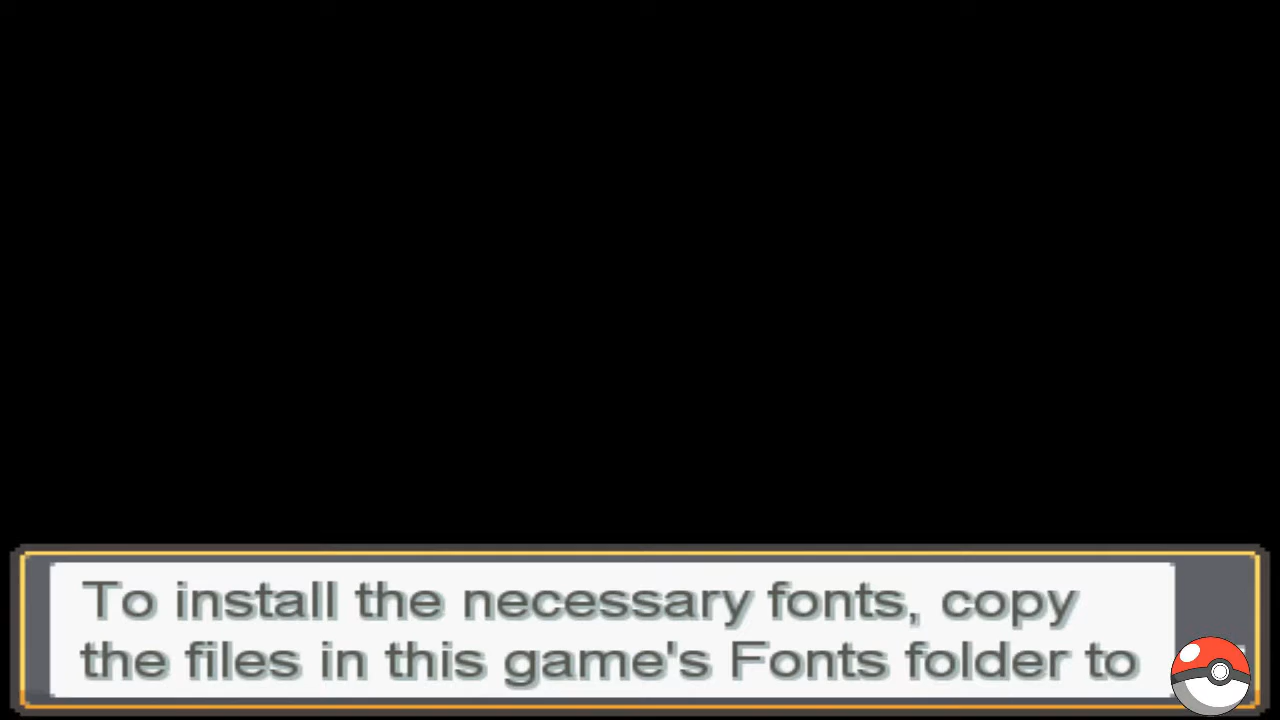 To install the necessary fonts, copy
the files in this game's Fonts folder to